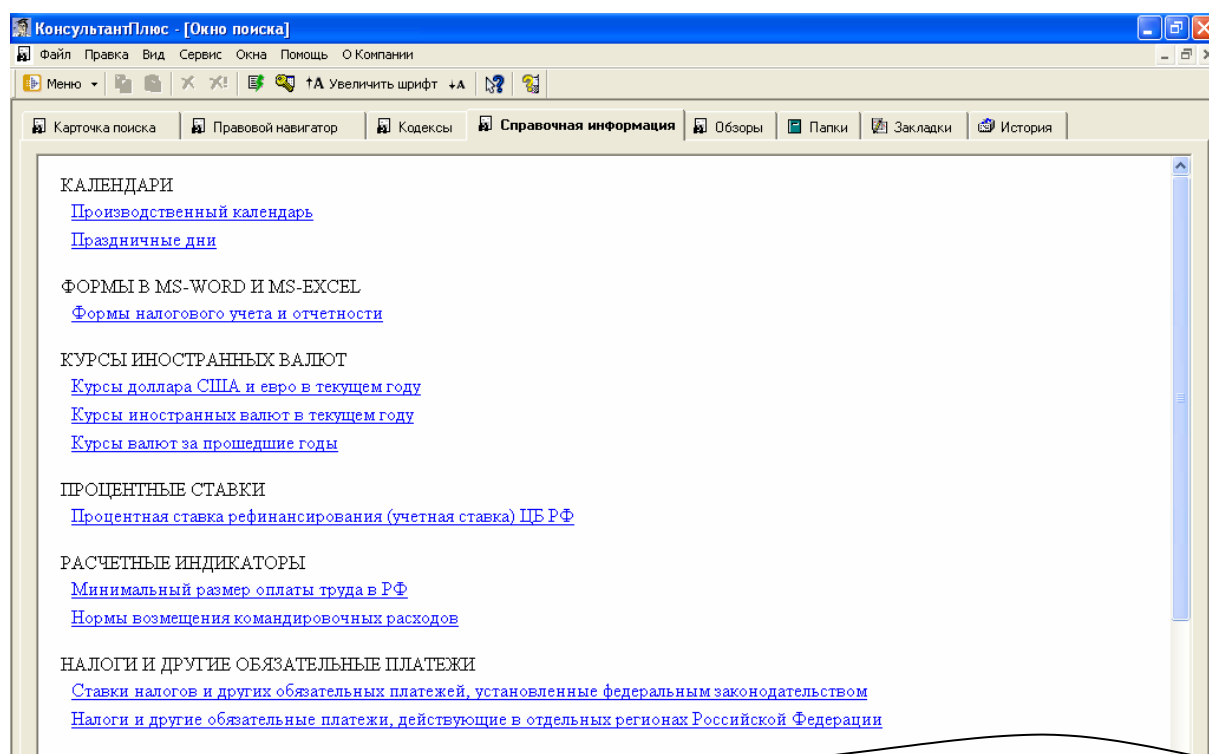 КонсультантПлюс - [Окно поиска]
Файл Правка Вид Сервис Окна Помощь О Компании
Меню Увеличить шрифт
Карточка поиска Правовой навигатор Кодексы Справочная информация Обзоры Папки Закладки История
КАЛЕНДАРИ
Производственный календарь
Праздничные дни
ФОРМЫ В MS-WORD И MS-EXCEL
Формы налогового учета и отчетности
КУРСЫ ИНОСТРАННЫХ ВАЛЮТ
Курсы доллара США и евро в текущем году
Курсы иностранных валют в текущем году
Курсы валют за прошедшие годы
ПРОЦЕНТНЫЕ СТАВКИ
Процентная ставка рефинансирования (учетная ставка) ЦБ РФ
РАСЧЕТНЫЕ ИНДИКАТОРЫ
Минимальный размер оплаты труда в РФ
Нормы возмещения командировочных расходов
НАЛОГИ И ДРУГИЕ ОБЯЗАТЕЛЬНЫЕ ПЛАТЕЖИ
Ставки налогов и других обязательных платежей, установленные федеральным законодательством
Налоги и другие обязательные платежи, действующие в отдельных регионах Российской Федерации